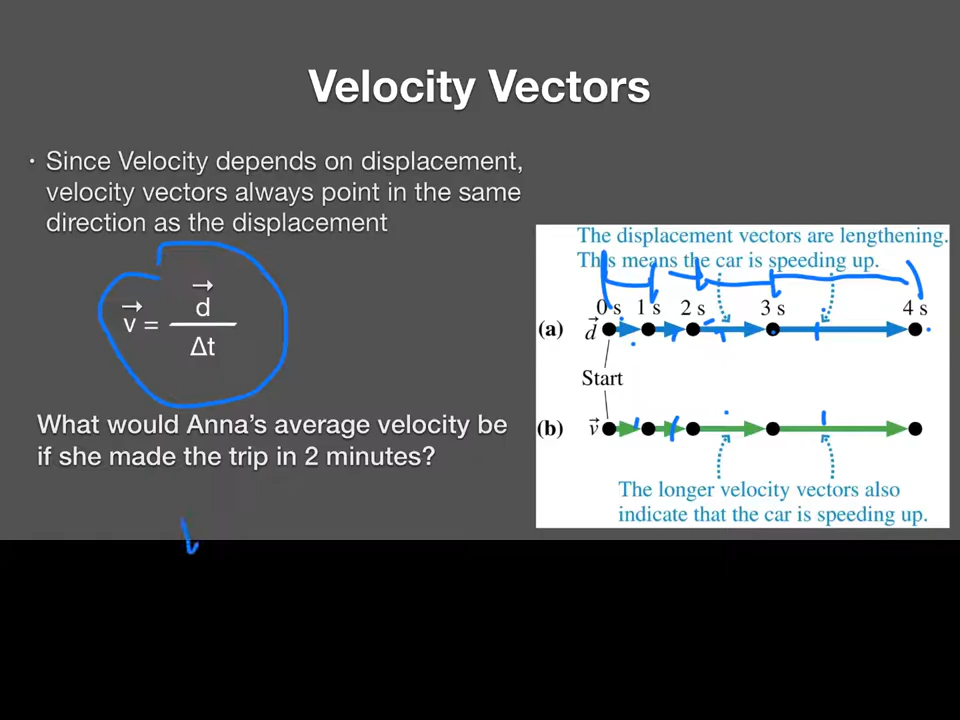 Velocity Vectors
• Since Velocity depends on displacement,
velocity vectors always point in the same
direction as the displacement
→
d
→
v =
Δt
What would Anna's average velocity be
if she made the trip in 2 minutes?
The displacement vectors are lengthening.
This means the car is speeding up.
0 s 1 s 2 s 3 s 4 s
(a) d⃗
Start
(b) v⃗
The longer velocity vectors also
indicate that the car is speeding up.